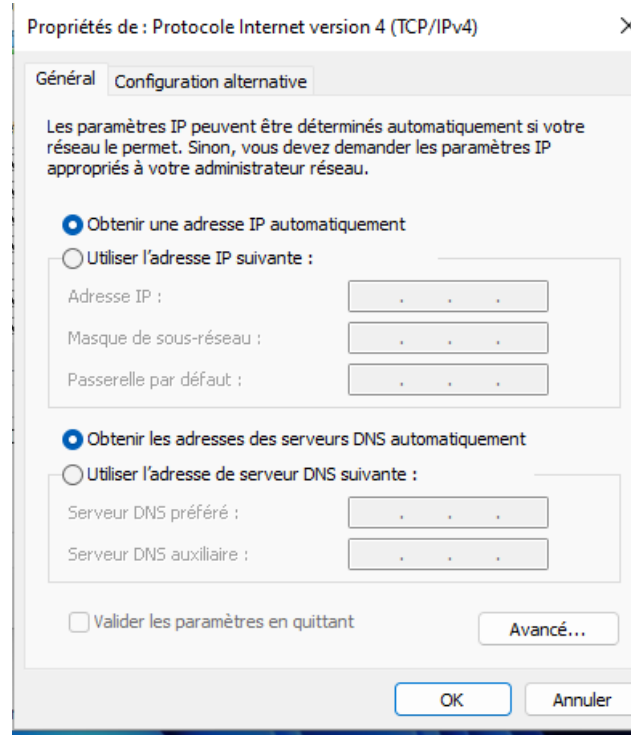 Propriétés de : Protocole Internet version 4 (TCP/IPv4)
Général
Configuration alternative
Les paramètres IP peuvent être déterminés automatiquement si votre
réseau le permet. Sinon, vous devez demander les paramètres IP
appropriés à votre administrateur réseau.
Obtenir une adresse IP automatiquement
Utiliser l'adresse IP suivante :
Adresse IP :
Masque de sous-réseau :
Passerelle par défaut :
Obtenir les adresses des serveurs DNS automatiquement
Utiliser l'adresse de serveur DNS suivante :
Serveur DNS préféré :
Serveur DNS auxiliaire :
Valider les paramètres en quittant
Avancé...
OK
Annuler